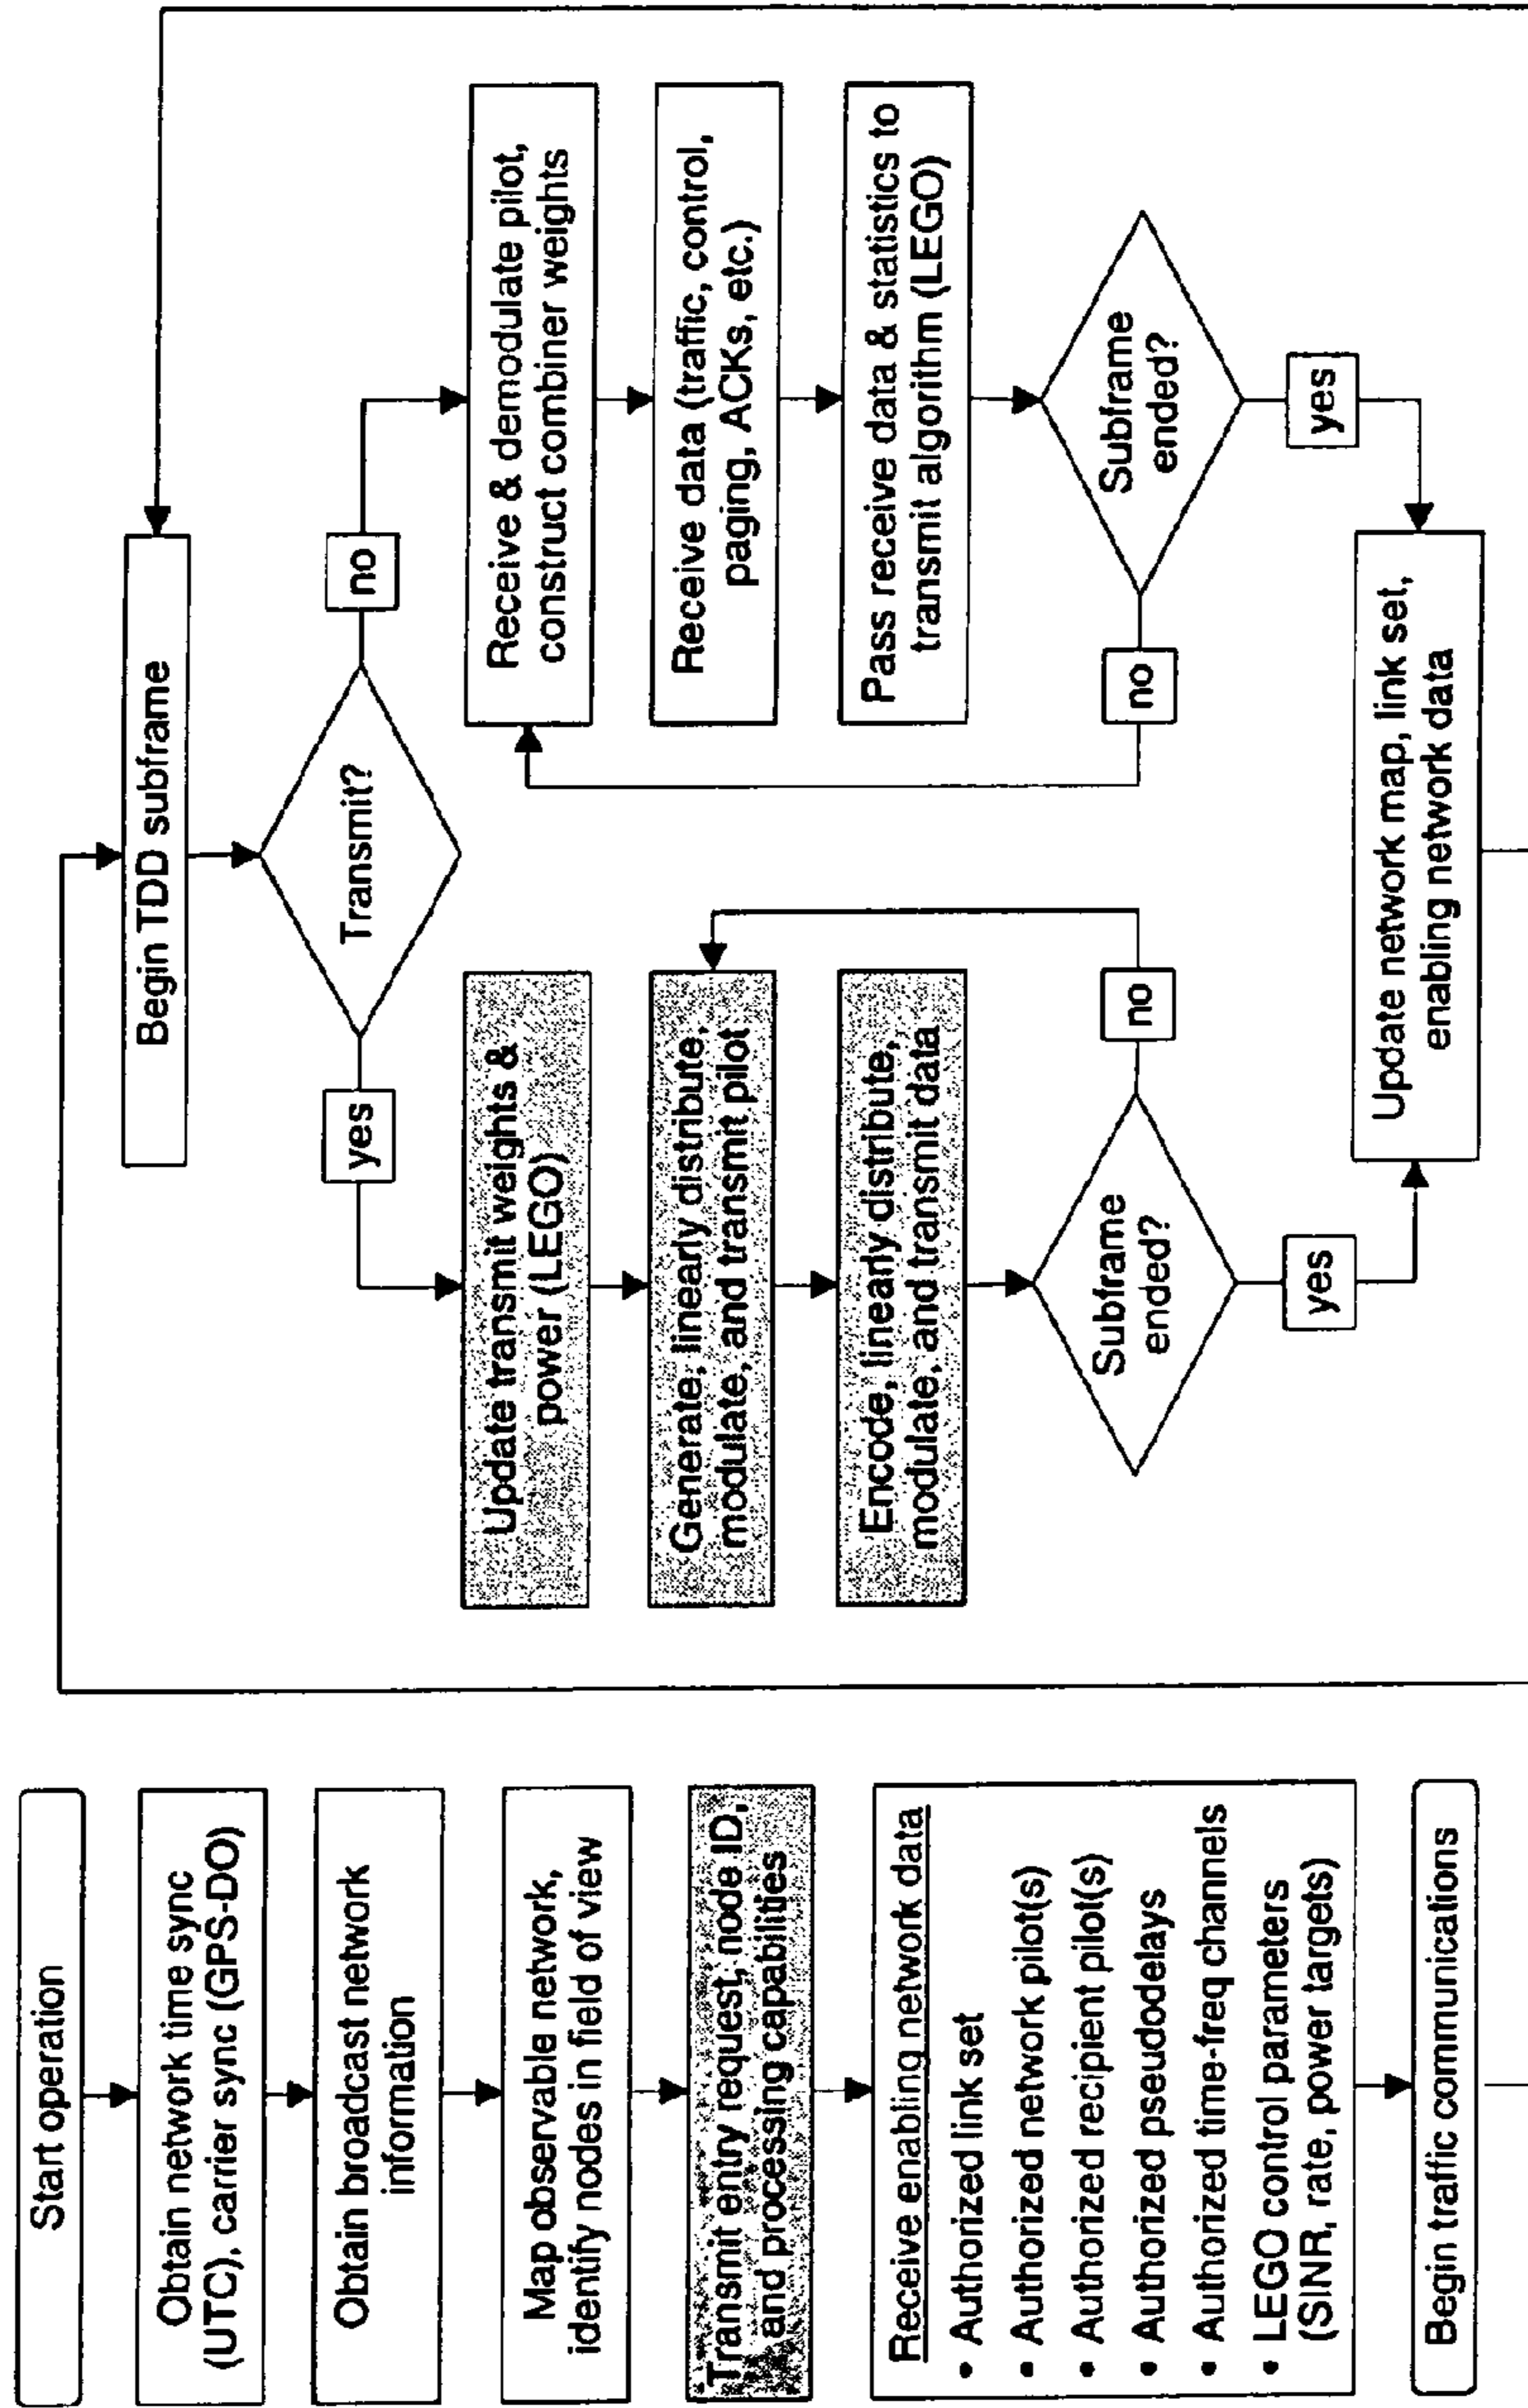 Start operation
Obtain network time sync
(UTC), carrier sync (GPS-DO)
Obtain broadcast network
information
Map observable network,
identify nodes in field of view
Transmit entry request, node ID,
and processing capabilities
Receive enabling network data
• Authorized link set
• Authorized network pilot(s)
• Authorized recipient pilot(s)
• Authorized pseudodelays
• Authorized time-freq channels
• LEGO control parameters
(SINR, rate, power targets)
Begin traffic communications
Begin TDD subframe
Transmit?
yes
no
Update transmit weights &
power (LEGO)
Generate, linearly distribute,
modulate, and transmit pilot
Encode, linearly distribute,
modulate, and transmit data
Subframe
ended?
no
yes
Receive & demodulate pilot,
construct combiner weights
Receive data (traffic, control,
paging, ACKs, etc.)
Pass receive data & statistics to
transmit algorithm (LEGO)
Subframe
ended?
no
yes
Update network map, link set,
enabling network data